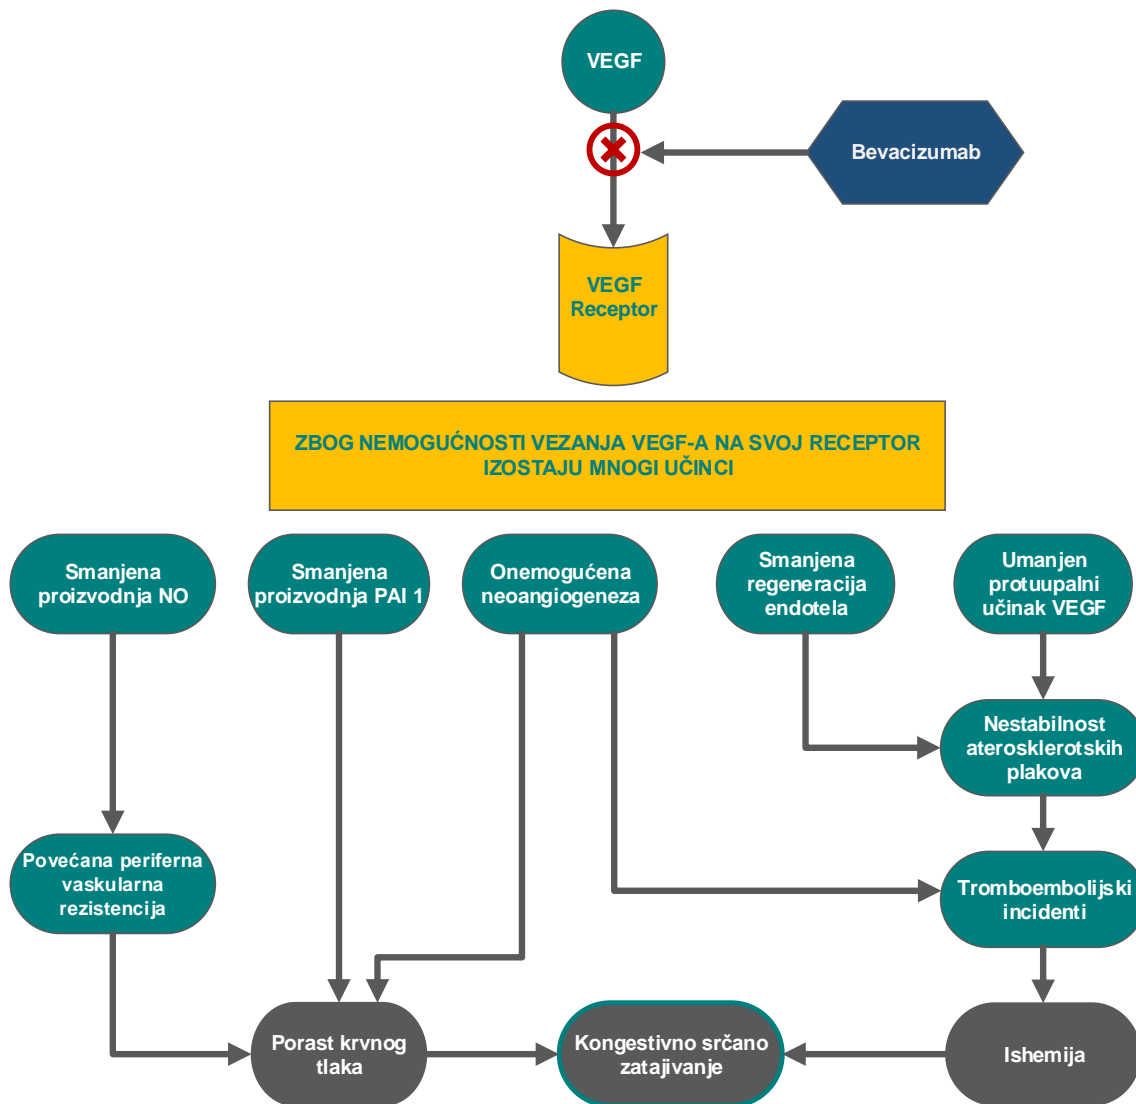 VEGF
Bevacizumab
VEGF
Receptor
ZBOG NEMOGUĆNOSTI VEZANJA VEGF-A NA SVOJ RECEPTOR
IZOSTAJU MNOGI UČINCI
Smanjena
proizvodnja NO
Smanjena
proizvodnja PAI 1
Onemogućena
neoangiogeneza
Smanjena
regeneracija
endotela
Umanjen
protuupalni
učinak VEGF
Nestabilnost
aterosklerotskih
plakova
Povećana periferna
vaskularna
rezistencija
Tromboembolijski
incidenti
Porast krvnog
tlaka
Kongestivno srčano
zatajivanje
Ishemija